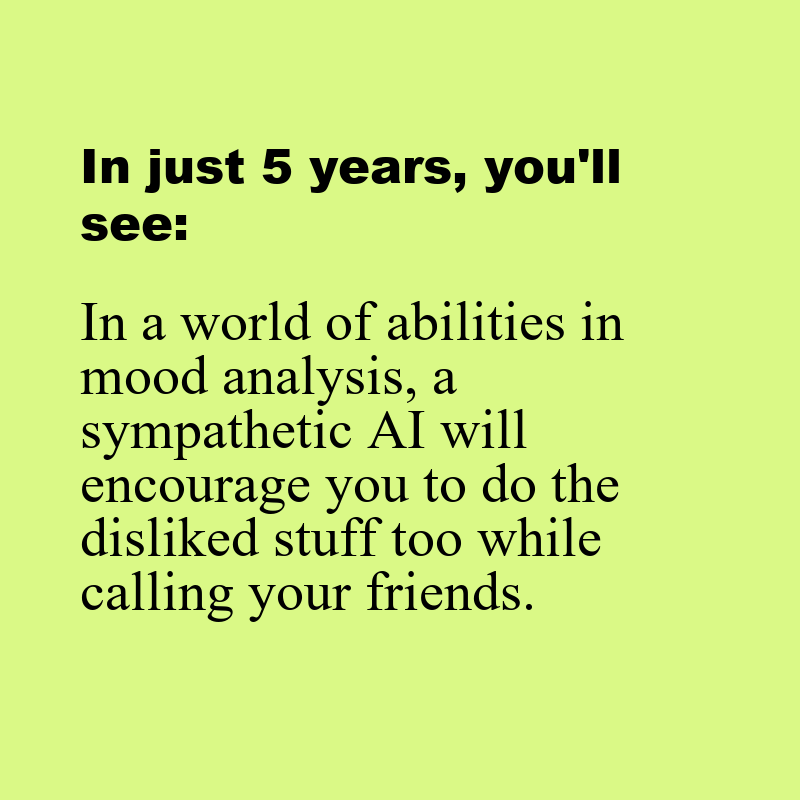 In just 5 years, you'll
see:
In a world of abilities in
mood analysis, a
sympathetic AI will
encourage you to do the
disliked stuff too while
calling your friends.